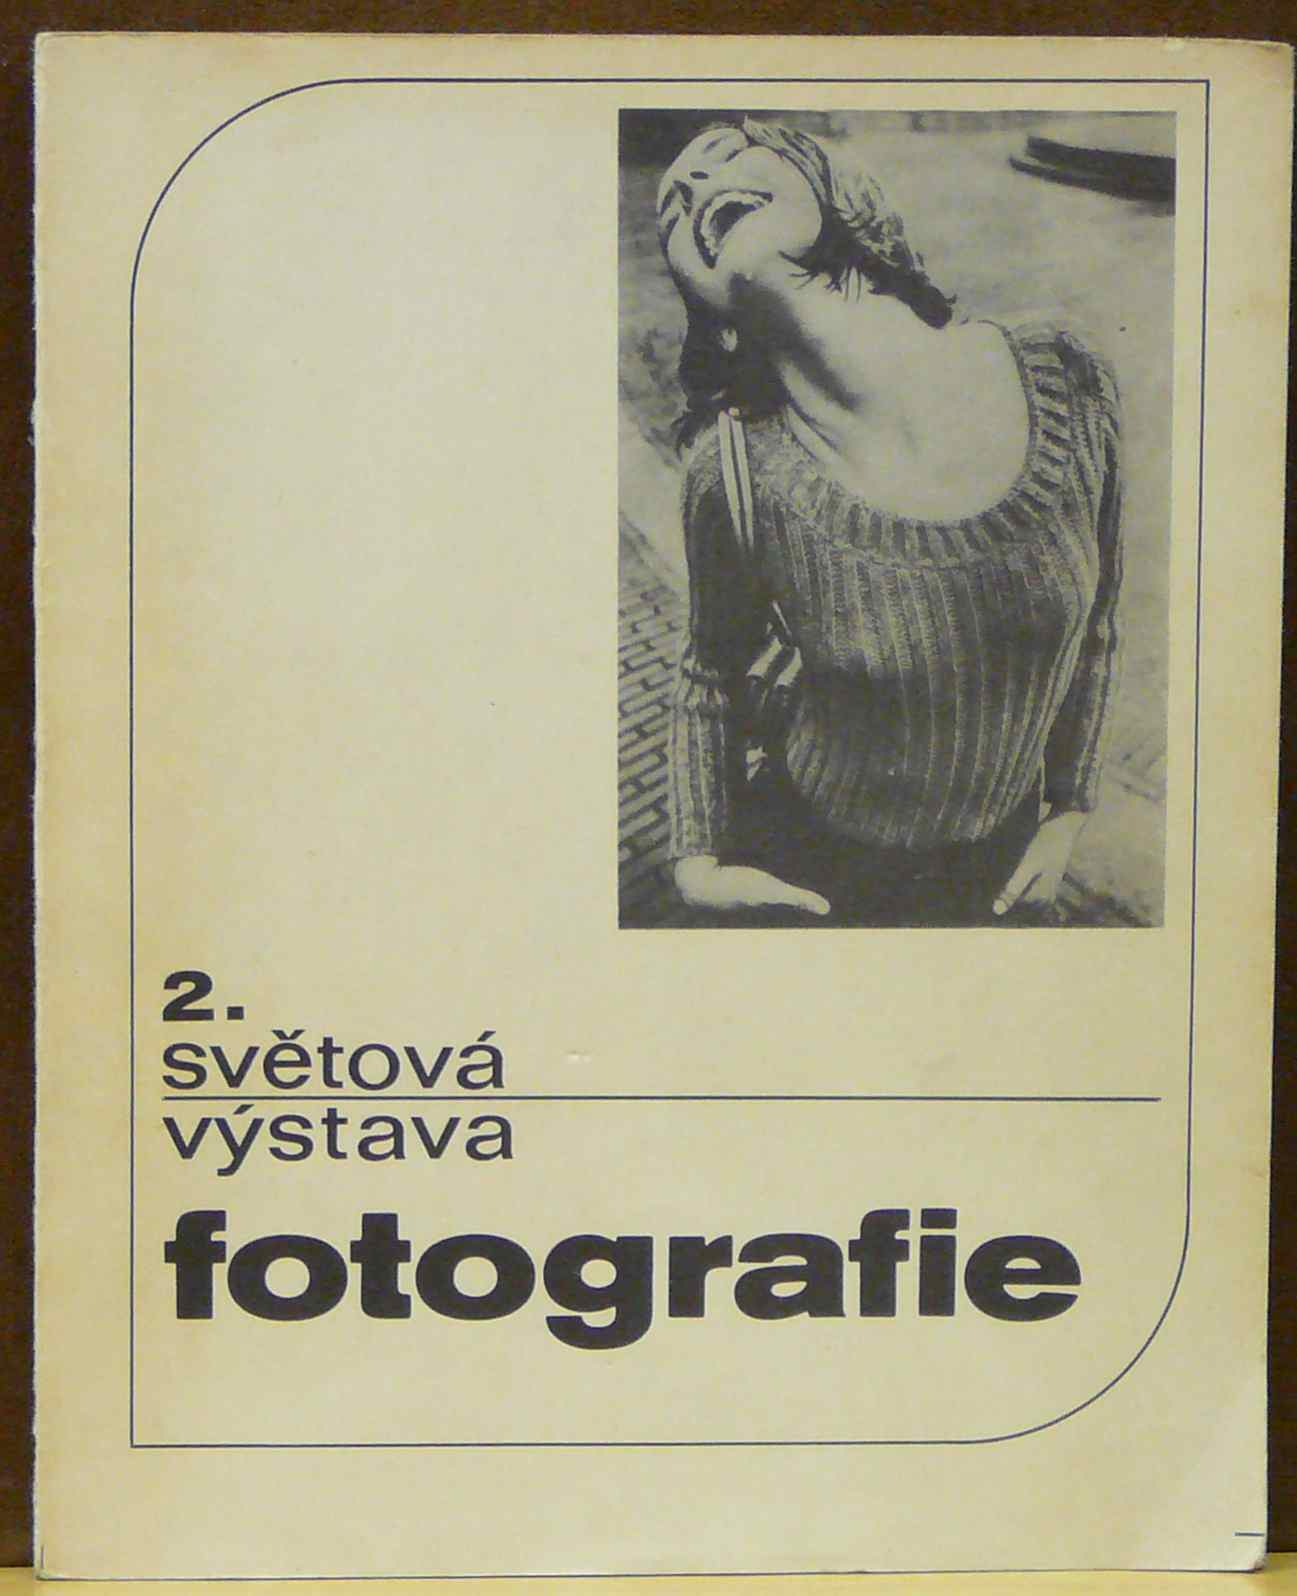 2.
světová
výstava
fotografie